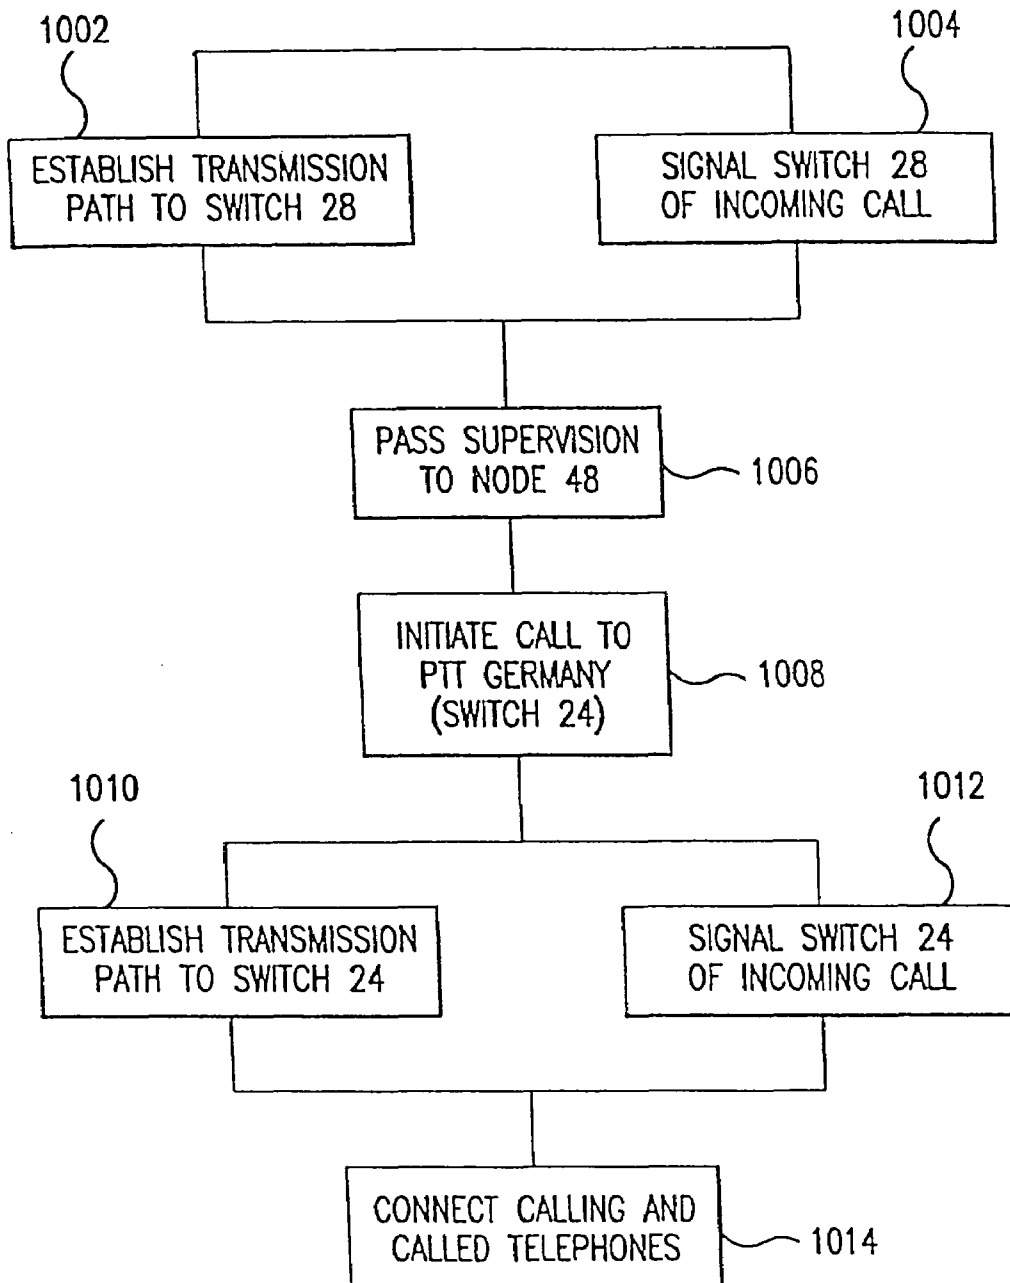 1002
1004
ESTABLISH TRANSMISSION
PATH TO SWITCH 28
SIGNAL SWITCH 28
OF INCOMING CALL
PASS SUPERVISION
TO NODE 48
1006
INITIATE CALL TO
PTT GERMANY
(SWITCH 24)
1008
1010
1012
ESTABLISH TRANSMISSION
PATH TO SWITCH 24
SIGNAL SWITCH 24
OF INCOMING CALL
CONNECT CALLING AND
CALLED TELEPHONES
1014